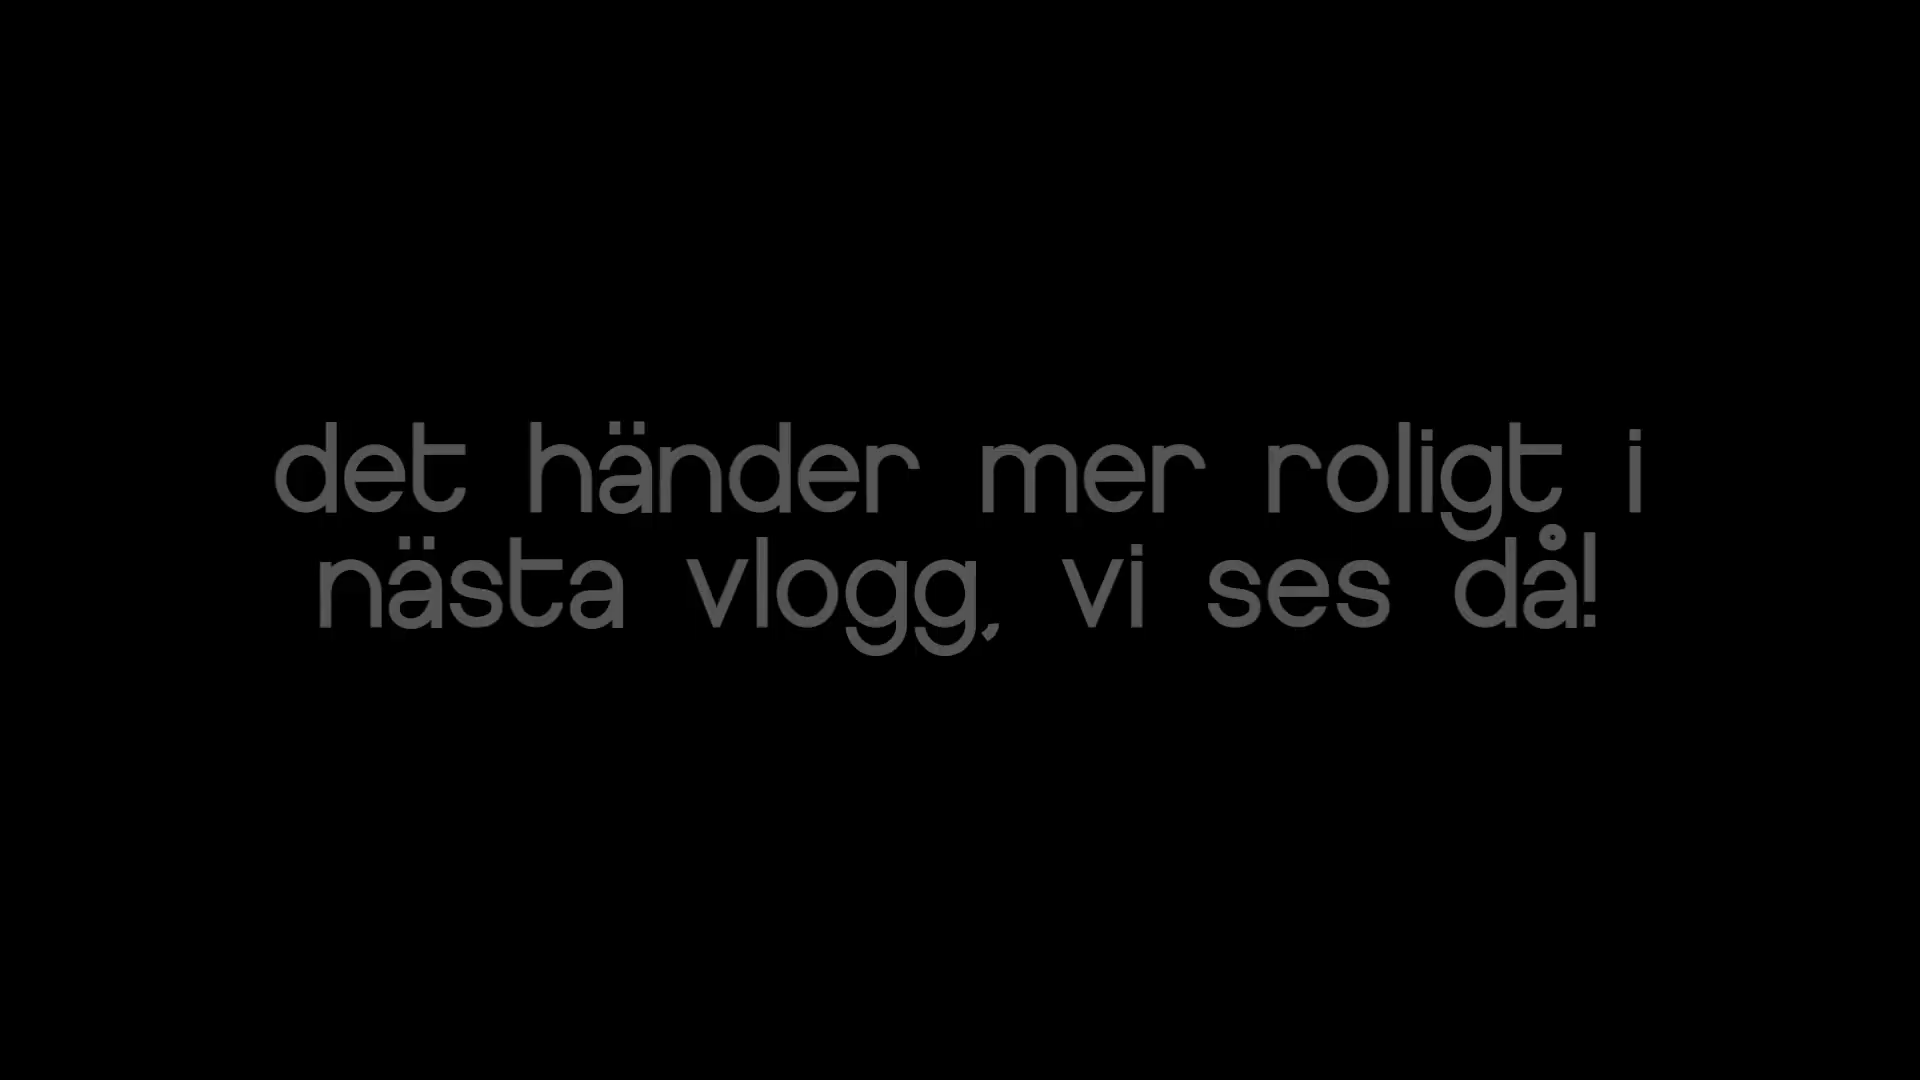 det händer mer roligt i
nästa vlogg, vi ses då!